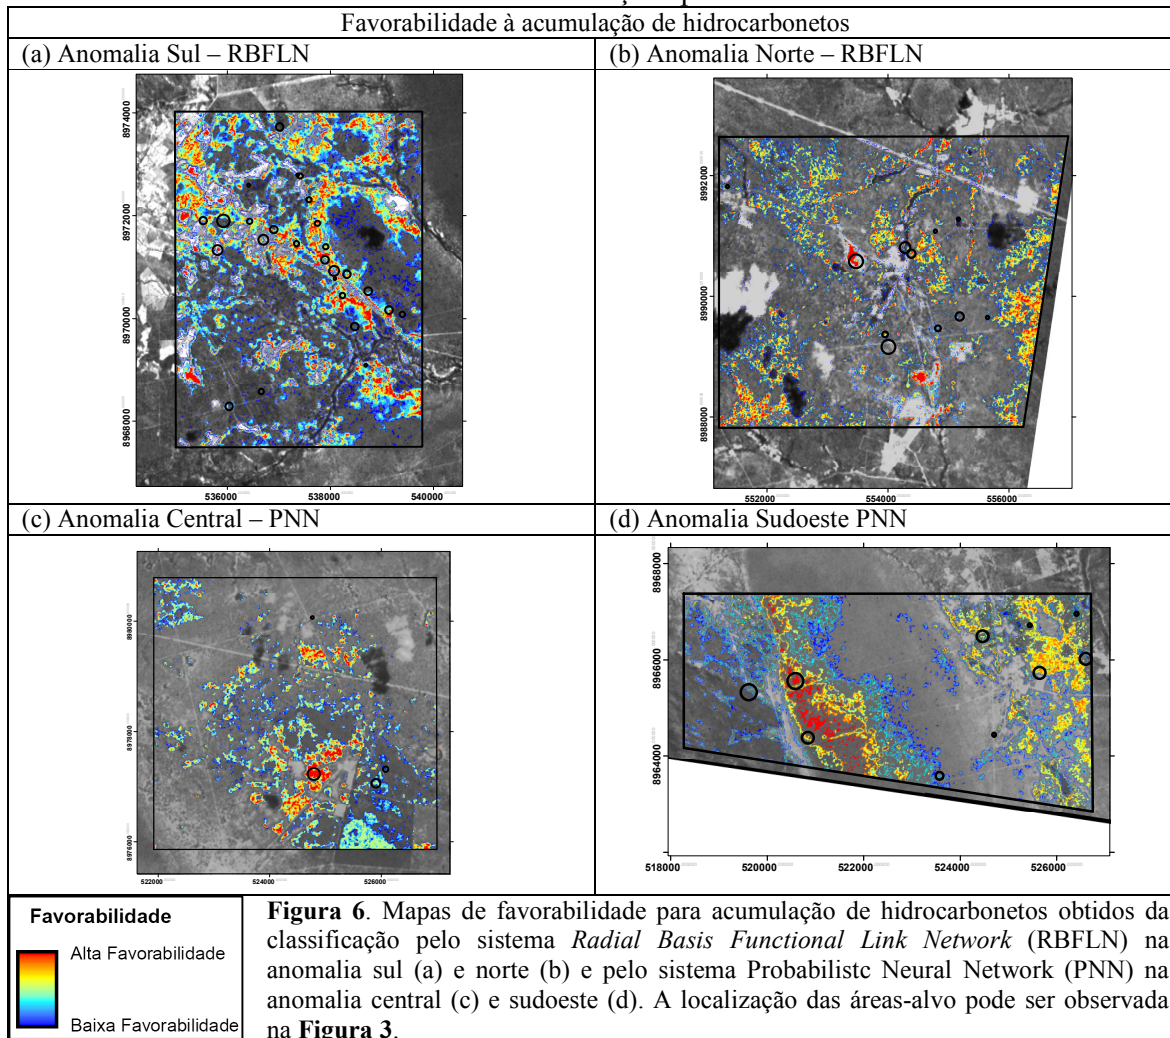 Favorabilidade à acumulação de hidrocarbonetos
(a) Anomalia Sul – RBFLN
(b) Anomalia Norte – RBFLN
8974000
8972000
8970000
8968000
536000
538000
540000
8992000
8990000
8988000
552000
554000
556000
(c) Anomalia Central – PNN
(d) Anomalia Sudoeste PNN
8980000
8978000
8976000
522000
524000
526000
8968000
8966000
8964000
518000
520000
522000
524000
526000
Favorabilidade
Alta Favorabilidade
Baixa Favorabilidade
Figura 6. Mapas de favorabilidade para acumulação de hidrocarbonetos obtidos da
classificação pelo sistema Radial Basis Functional Link Network (RBFLN) na
anomalia sul (a) e norte (b) e pelo sistema Probabilistc Neural Network (PNN) na
anomalia central (c) e sudoeste (d). A localização das áreas-alvo pode ser observada
na Figura 3.